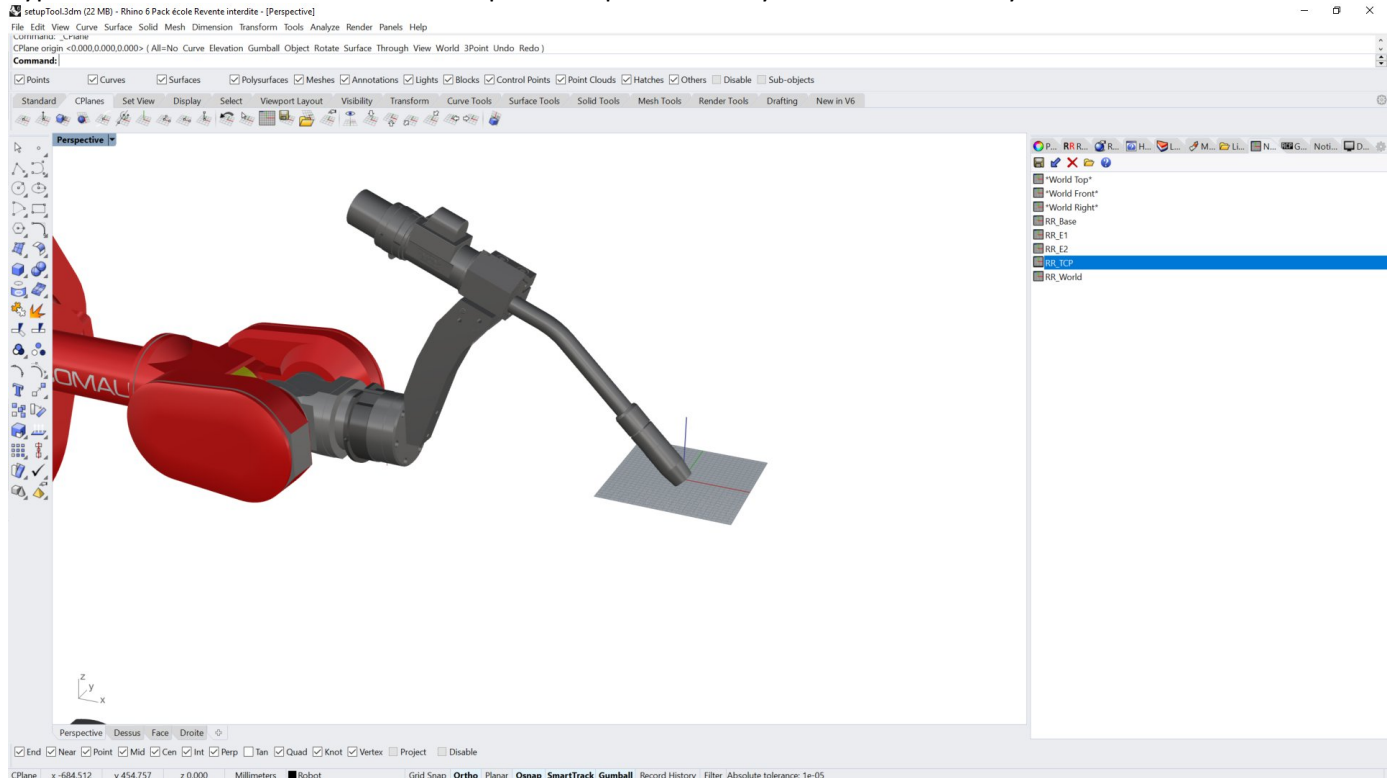 setupTool.3dm (22 MB) - Rhino 6 Pack école Revente interdite - [Perspective]
File Edit View Curve Surface Solid Mesh Dimension Transform Tools Analyze Render Panels Help
Command: _CPlane
CPlane origin <0.000,0.000,0.000> ( All=No Curve Elevation Gumball Object Rotate Surface Through View World 3Point Undo Redo )
Command:
Points Curves Surfaces Polysurfaces Meshes Annotations Lights Blocks Control Points Point Clouds Hatches Others Disable Sub-objects
Standard CPlanes Set View Display Select Viewport Layout Visibility Transform Curve Tools Surface Tools Solid Tools Mesh Tools Render Tools Drafting New in V6
Perspective
P... RR R... R... H... L... M... Li... N... G... Noti... D...
*World Top*
*World Front*
*World Right*
RR_Base
RR_E1
RR_E2
RR_TCP
RR_World
OMAU
z
y
x
Perspective Dessus Face Droite
End Near Point Mid Cen Int Perp Tan Quad Knot Vertex Project Disable
CPlane x -684.512 y 454.757 z 0.000 Millimeters Robot Grid Snap Ortho Planar Osnap SmartTrack Gumball Record History Filter Absolute tolerance: 1e-05